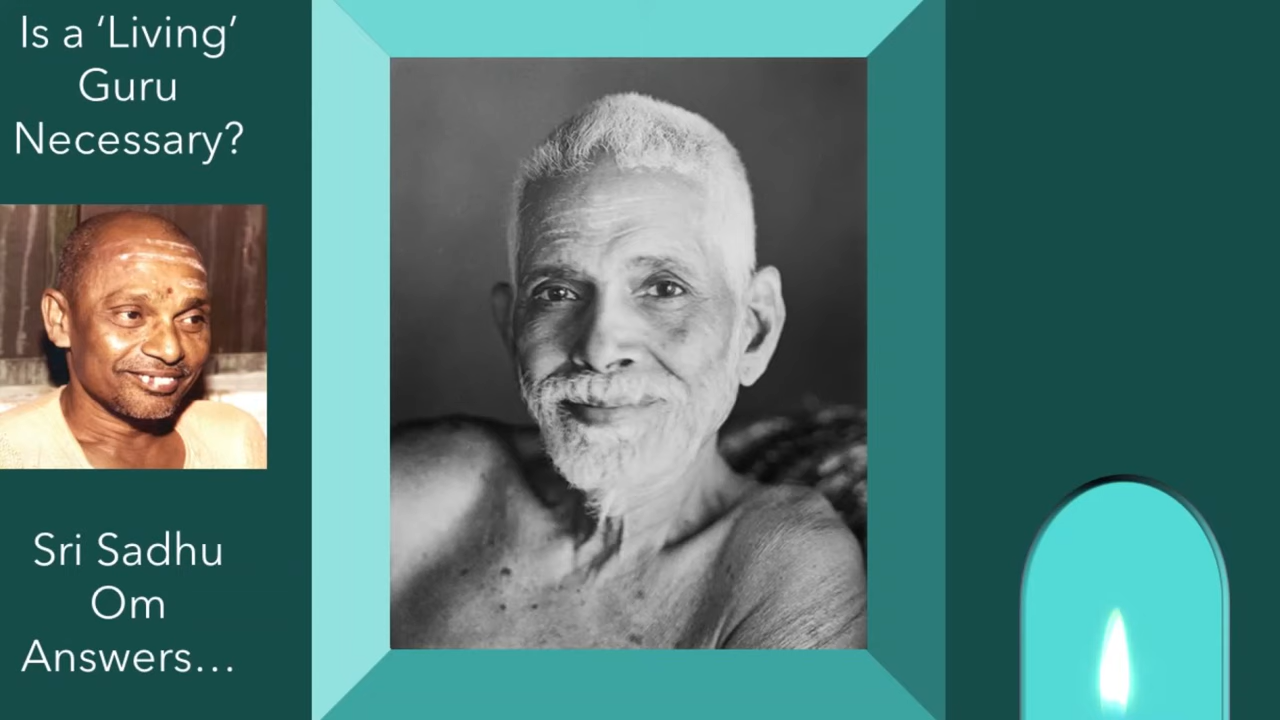 Is a ‘Living’
Guru
Necessary?
Sri Sadhu
Om
Answers...